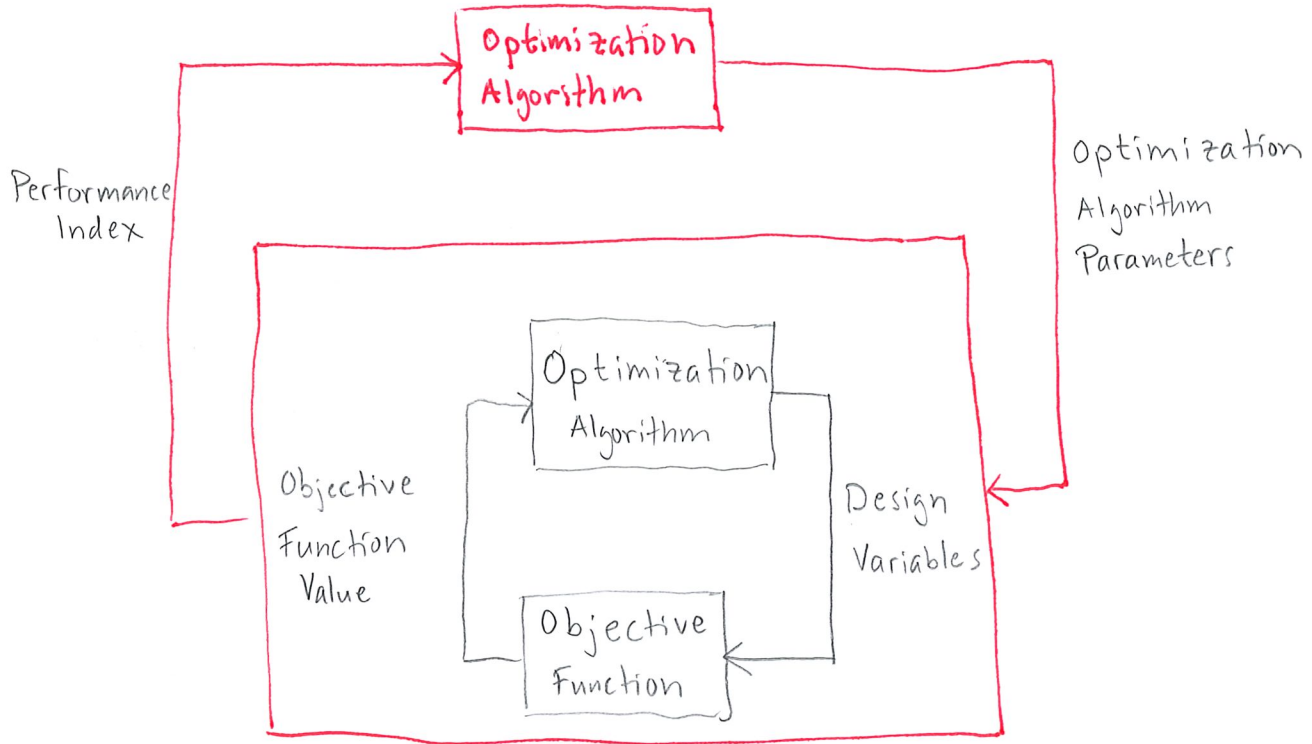 Optimization
Algorithm
Performance
Index
Optimization
Algorithm
Parameters
Optimization
Algorithm
Objective
Function
Value
Design
Variables
Objective
Function